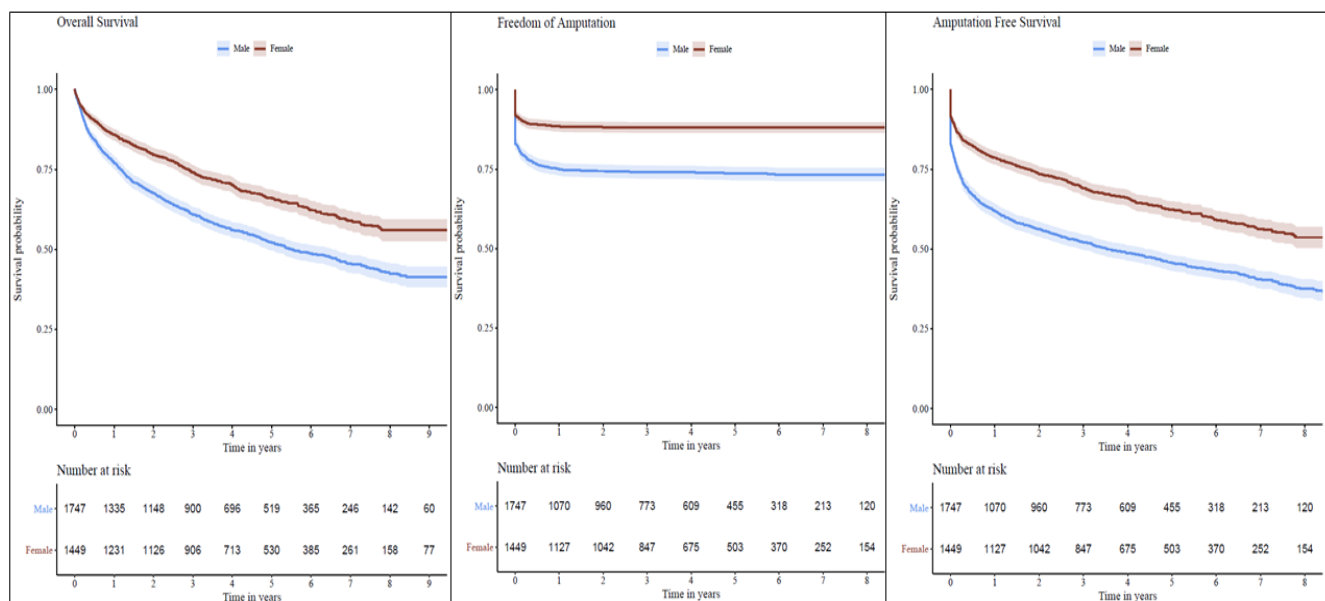 Overall Survival
Male Female
1.00
0.75
0.50
0.25
0.00
Survival probability
0 1 2 3 4 5 6 7 8 9
Time in years
Number at risk
Male 1747 1335 1148 900 696 519 365 246 142 60
Female 1449 1231 1126 906 713 530 385 261 158 77
0 1 2 3 4 5 6 7 8 9
Time in years
Freedom of Amputation
Male Female
1.00
0.75
0.50
0.25
0.00
Survival probability
0 1 2 3 4 5 6 7 8
Time in years
Number at risk
Male 1747 1070 960 773 609 455 318 213 120
Female 1449 1127 1042 847 675 503 370 252 154
0 1 2 3 4 5 6 7 8
Time in years
Amputation Free Survival
Male Female
1.00
0.75
0.50
0.25
0.00
Survival probability
0 1 2 3 4 5 6 7 8
Time in years
Number at risk
Male 1747 1070 960 773 609 455 318 213 120
Female 1449 1127 1042 847 675 503 370 252 154
0 1 2 3 4 5 6 7 8
Time in years